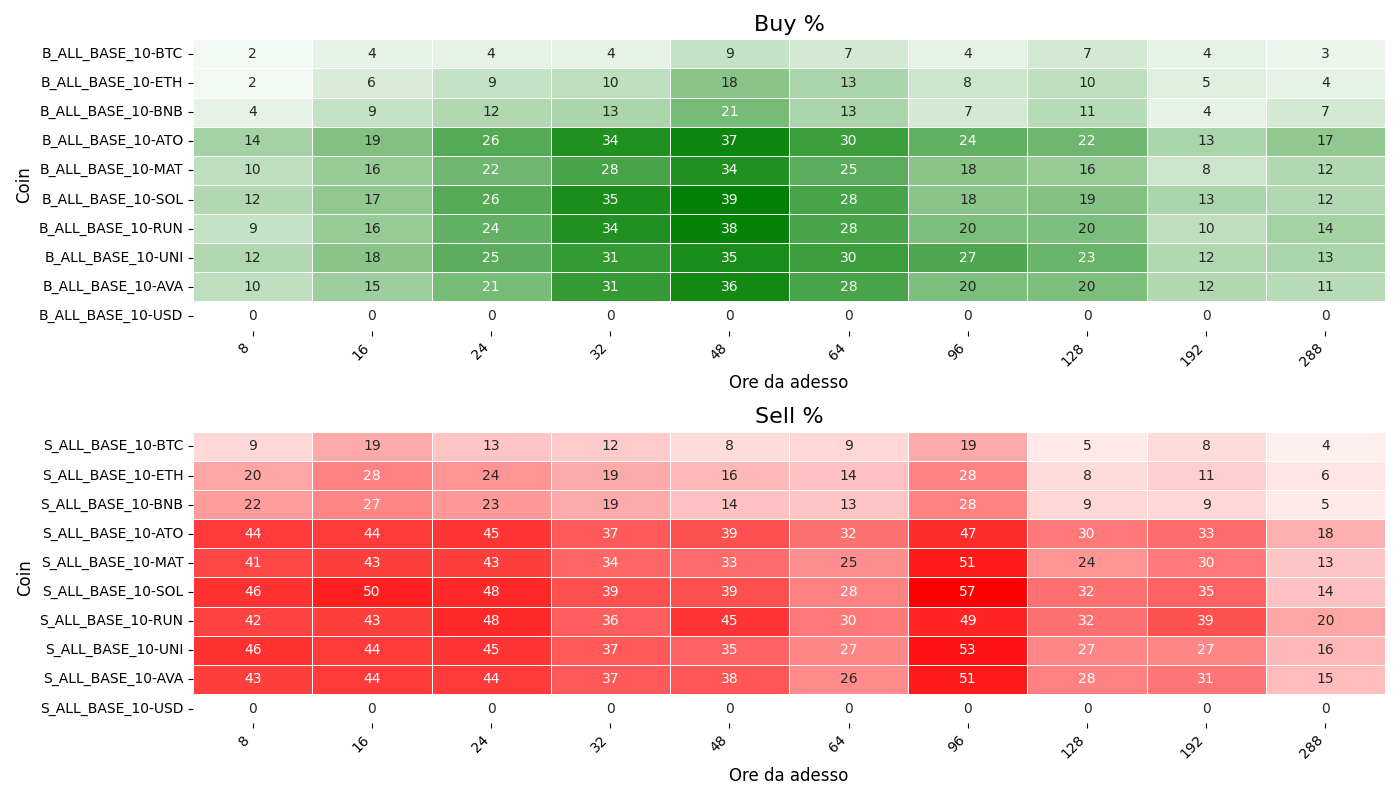 Buy %
Coin
B_ALL_BASE_10-BTC 2 4 4 4 9 7 4 7 4 3
B_ALL_BASE_10-ETH 2 6 9 10 18 13 8 10 5 4
B_ALL_BASE_10-BNB 4 9 12 13 21 13 7 11 4 7
B_ALL_BASE_10-ATO 14 19 26 34 37 30 24 22 13 17
B_ALL_BASE_10-MAT 10 16 22 28 34 25 18 16 8 12
B_ALL_BASE_10-SOL 12 17 26 35 39 28 18 19 13 12
B_ALL_BASE_10-RUN 9 16 24 34 38 28 20 20 10 14
B_ALL_BASE_10-UNI 12 18 25 31 35 30 27 23 12 13
B_ALL_BASE_10-AVA 10 15 21 31 36 28 20 20 12 11
B_ALL_BASE_10-USD 0 0 0 0 0 0 0 0 0 0
8 16 24 32 48 64 96 128 192 288
Ore da adesso
Sell %
Coin
S_ALL_BASE_10-BTC 9 19 13 12 8 9 19 5 8 4
S_ALL_BASE_10-ETH 20 28 24 19 16 14 28 8 11 6
S_ALL_BASE_10-BNB 22 27 23 19 14 13 28 9 9 5
S_ALL_BASE_10-ATO 44 44 45 37 39 32 47 30 33 18
S_ALL_BASE_10-MAT 41 43 43 34 33 25 51 24 30 13
S_ALL_BASE_10-SOL 46 50 48 39 39 28 57 32 35 14
S_ALL_BASE_10-RUN 42 43 48 36 45 30 49 32 39 20
S_ALL_BASE_10-UNI 46 44 45 37 35 27 53 27 27 16
S_ALL_BASE_10-AVA 43 44 44 37 38 26 51 28 31 15
S_ALL_BASE_10-USD 0 0 0 0 0 0 0 0 0 0
8 16 24 32 48 64 96 128 192 288
Ore da adesso